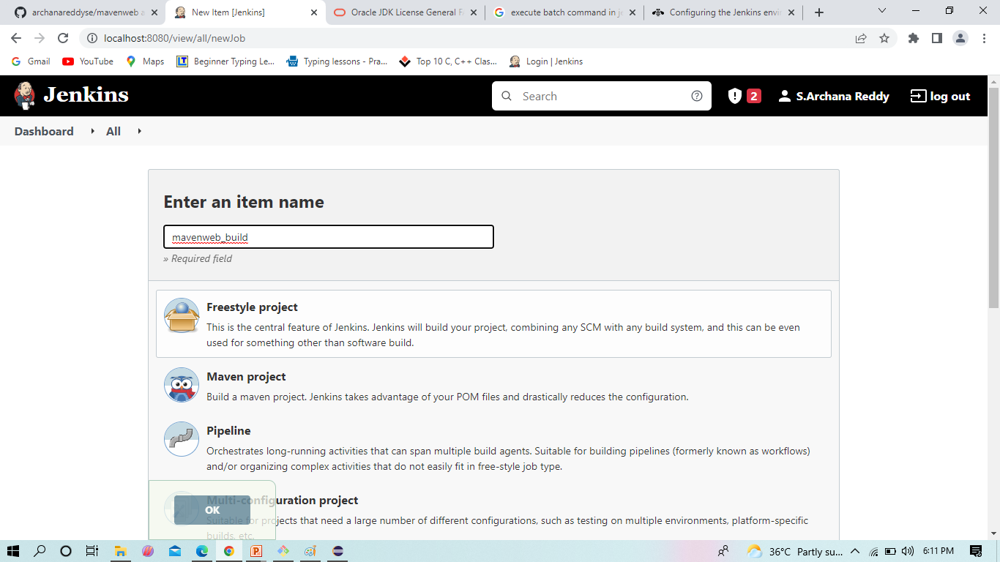 archanareddyse/mavenweb a
New Item [Jenkins]
Oracle JDK License General F
execute batch command in je
Configuring the Jenkins envir
localhost:8080/view/all/newJob
Gmail
YouTube
Maps
Beginner Typing Le...
Typing lessons - Pra...
Top 10 C, C++ Clas...
Login | Jenkins
Jenkins
Search
2
S.Archana Reddy
log out
Dashboard
All
Enter an item name
mavenweb_build
» Required field
Freestyle project
This is the central feature of Jenkins. Jenkins will build your project, combining any SCM with any build system, and this can be even
used for something other than software build.
Maven project
Build a maven project. Jenkins takes advantage of your POM files and drastically reduces the configuration.
Pipeline
Orchestrates long-running activities that can span multiple build agents. Suitable for building pipelines (formerly known as workflows)
and/or organizing complex activities that do not easily fit in free-style job type.
Multi-configuration project
OK
Suitable for projects that need a large number of different configurations, such as testing on multiple environments, platform-specific
builds, etc.
36°C Partly su...
6:11 PM